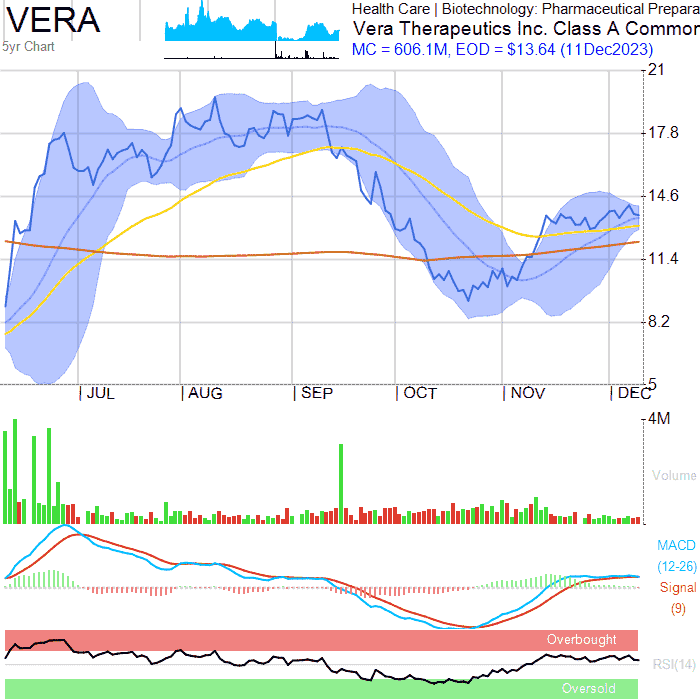 VERA
5yr Chart
Health Care | Biotechnology: Pharmaceutical Prepara
Vera Therapeutics Inc. Class A Common
MC = 606.1M, EOD = $13.64 (11Dec2023)
21
17.8
14.6
11.4
8.2
5
JUL AUG SEP OCT NOV DEC
4M
Volume
MACD
(12-26)
Signal
(9)
Overbought
RSI(14)
Oversold